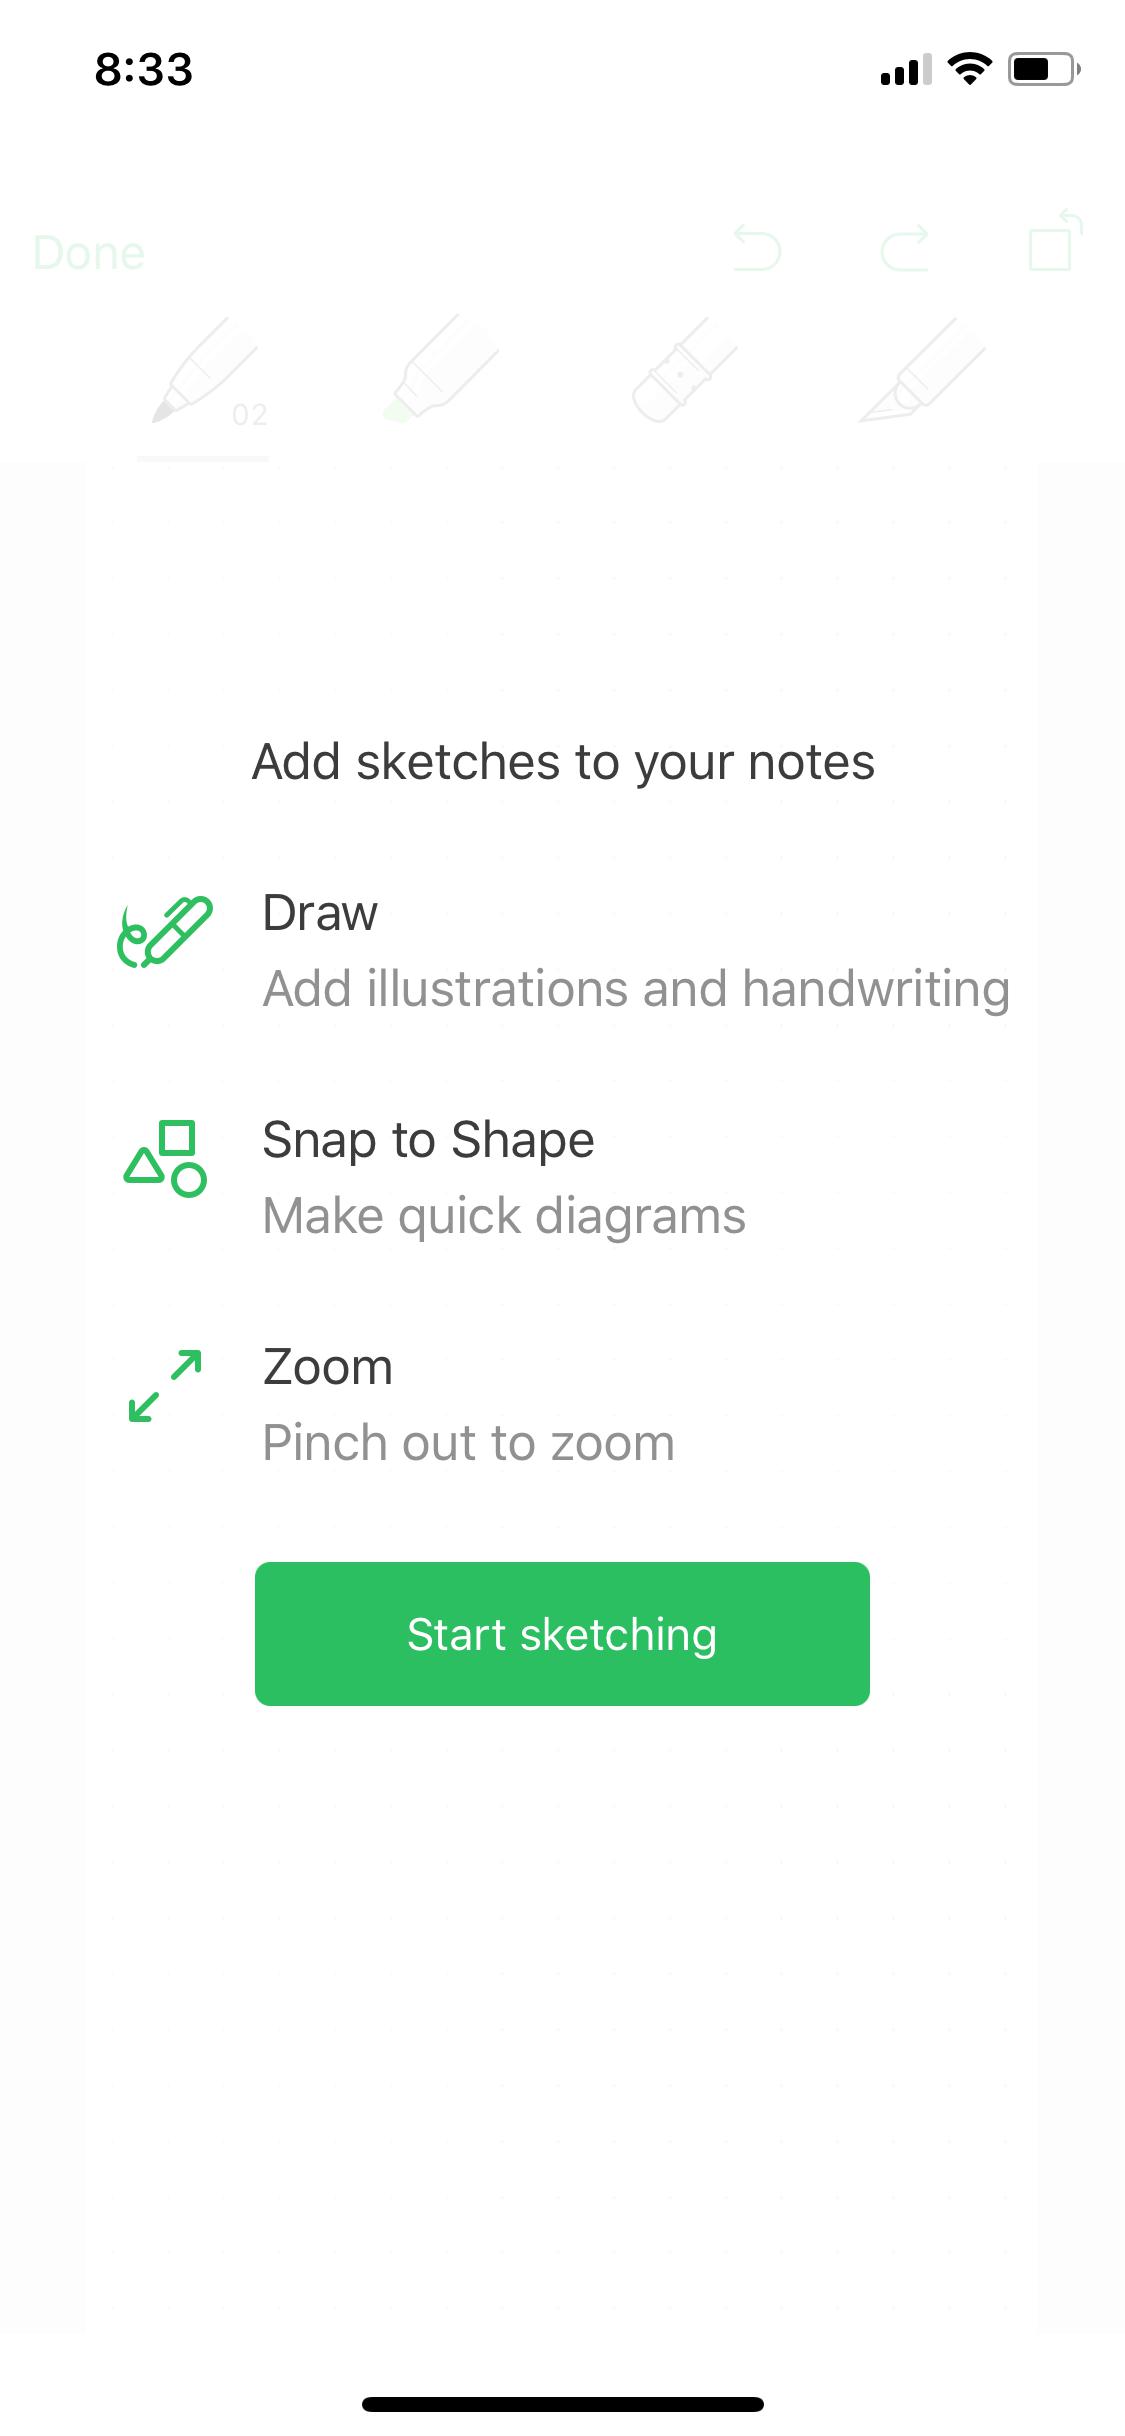 8:33
Done
02
Add sketches to your notes
Draw
Add illustrations and handwriting
Snap to Shape
Make quick diagrams
Zoom
Pinch out to zoom
Start sketching